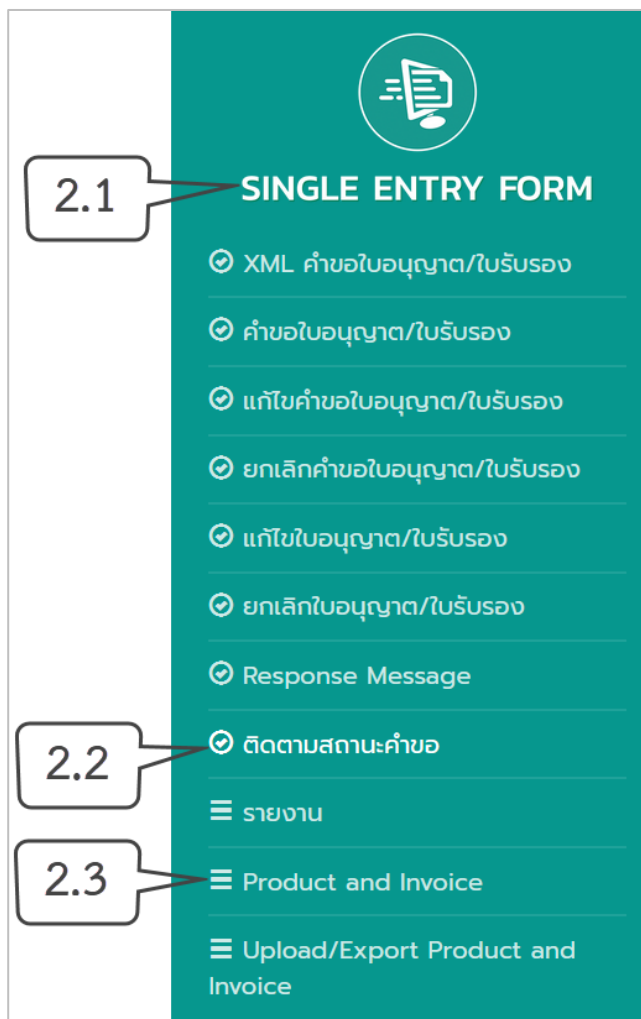 2.1
SINGLE ENTRY FORM
XML คำขอใบอนุญาต/ใบรับรอง
คำขอใบอนุญาต/ใบรับรอง
แก้ไขคำขอใบอนุญาต/ใบรับรอง
ยกเลิกคำขอใบอนุญาต/ใบรับรอง
แก้ไขใบอนุญาต/ใบรับรอง
ยกเลิกใบอนุญาต/ใบรับรอง
Response Message
2.2
ติดตามสถานะคำขอ
รายงาน
2.3
Product and Invoice
Upload/Export Product and
Invoice